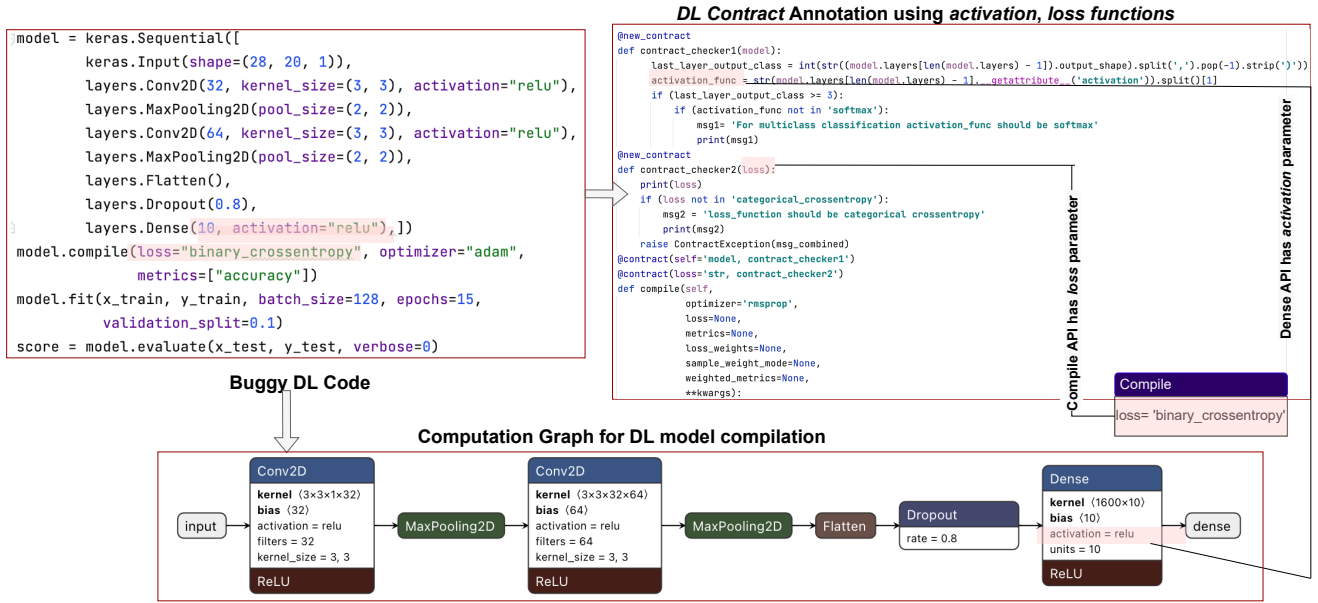 DL Contract Annotation using activation, loss functions
model = keras.Sequential([
keras.Input(shape=(28, 20, 1)),
layers.Conv2D(32, kernel_size=(3, 3), activation="relu"),
layers.MaxPooling2D(pool_size=(2, 2)),
layers.Conv2D(64, kernel_size=(3, 3), activation="relu"),
layers.MaxPooling2D(pool_size=(2, 2)),
layers.Flatten(),
layers.Dropout(0.8),
layers.Dense(10, activation="relu"),])
model.compile(loss="binary_crossentropy", optimizer="adam",
metrics=["accuracy"])
model.fit(x_train, y_train, batch_size=128, epochs=15,
validation_split=0.1)
score = model.evaluate(x_test, y_test, verbose=0)
Buggy DL Code
@new_contract
def contract_checker1(model):
last_layer_output_class = int(str((model.layers[len(model.layers) - 1]).output_shape).split(',').pop(-1).strip(')'))
activation_func = str(model.layers[len(model.layers) - 1].__getattribute__('activation')).split()[1]
if (last_layer_output_class >= 3):
if (activation_func not in 'softmax'):
msg1= 'For multiclass classification activation_func should be softmax'
print(msg1)
@new_contract
def contract_checker2(loss):
print(loss)
if (loss not in 'categorical_crossentropy'):
msg2 = 'loss_function should be categorical crossentropy'
print(msg2)
raise ContractException(msg_combined)
@contract(self='model, contract_checker1')
@contract(loss='str, contract_checker2')
def compile(self,
optimizer='rmsprop',
loss=None,
metrics=None,
loss_weights=None,
sample_weight_mode=None,
weighted_metrics=None,
**kwargs):
Compile API has loss parameter
Dense API has activation parameter
Compile
loss= 'binary_crossentropy'
Computation Graph for DL model compilation
input
Conv2D
kernel ⟨3×3×1×32⟩
bias ⟨32⟩
activation = relu
filters = 32
kernel_size = 3, 3
ReLU
MaxPooling2D
Conv2D
kernel ⟨3×3×32×64⟩
bias ⟨64⟩
activation = relu
filters = 64
kernel_size = 3, 3
ReLU
MaxPooling2D
Flatten
Dropout
rate = 0.8
Dense
kernel ⟨1600×10⟩
bias ⟨10⟩
activation = relu
units = 10
ReLU
dense